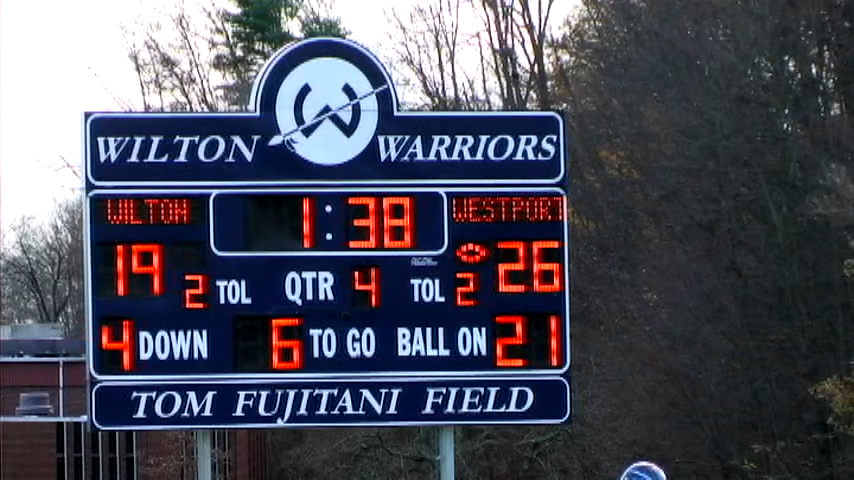 W
WILTON WARRIORS
WILTON 1:38 WESTPORT
19 2 TOL QTR 4 TOL 2 26
4 DOWN 6 TO GO BALL ON 21
TOM FUJITANI FIELD